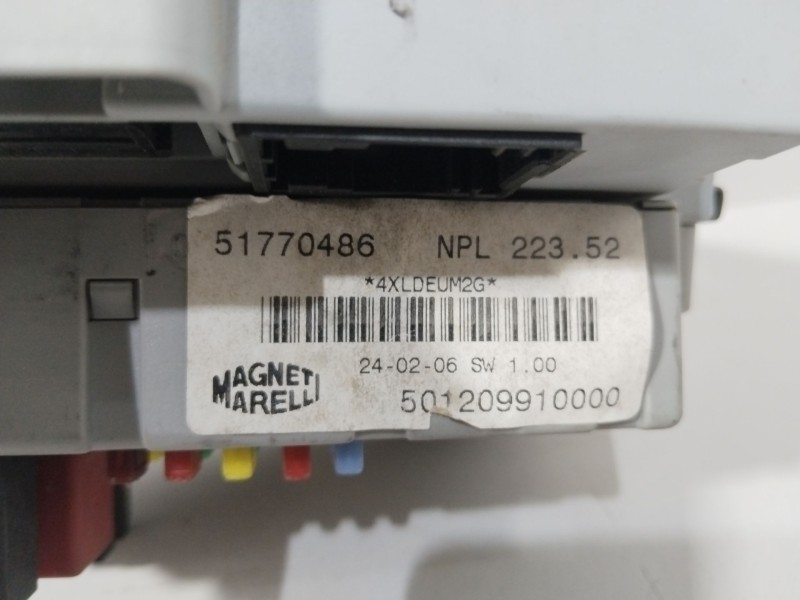 51770486 NPL 223.52
*4XLDEUM2G*
24-02-06 SW 1.00
MAGNETI
MARELLI
501209910000